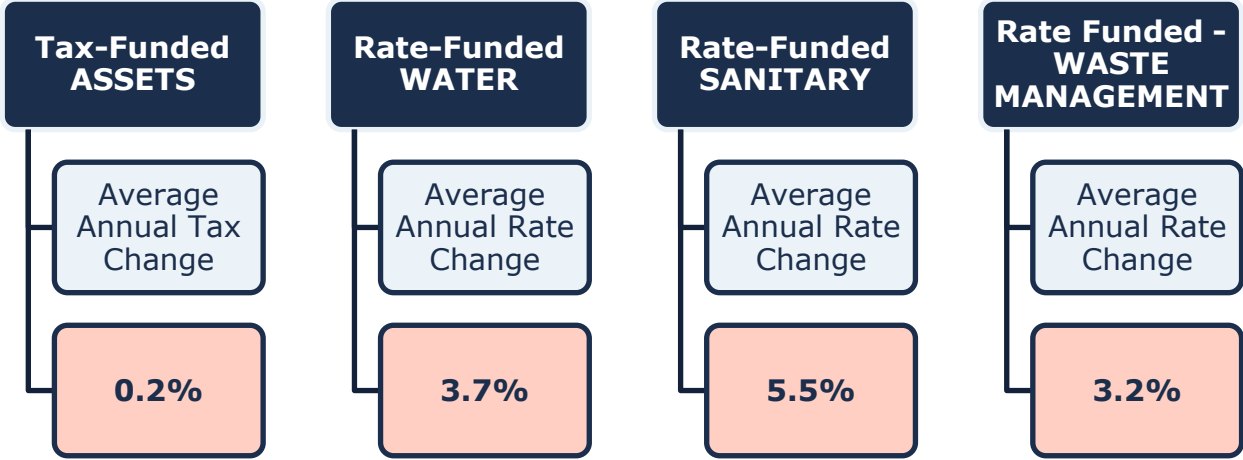 Tax-Funded
ASSETS
Average
Annual Tax
Change
0.2%
Rate-Funded
WATER
Average
Annual Rate
Change
3.7%
Rate-Funded
SANITARY
Average
Annual Rate
Change
5.5%
Rate Funded -
WASTE
MANAGEMENT
Average
Annual Rate
Change
3.2%